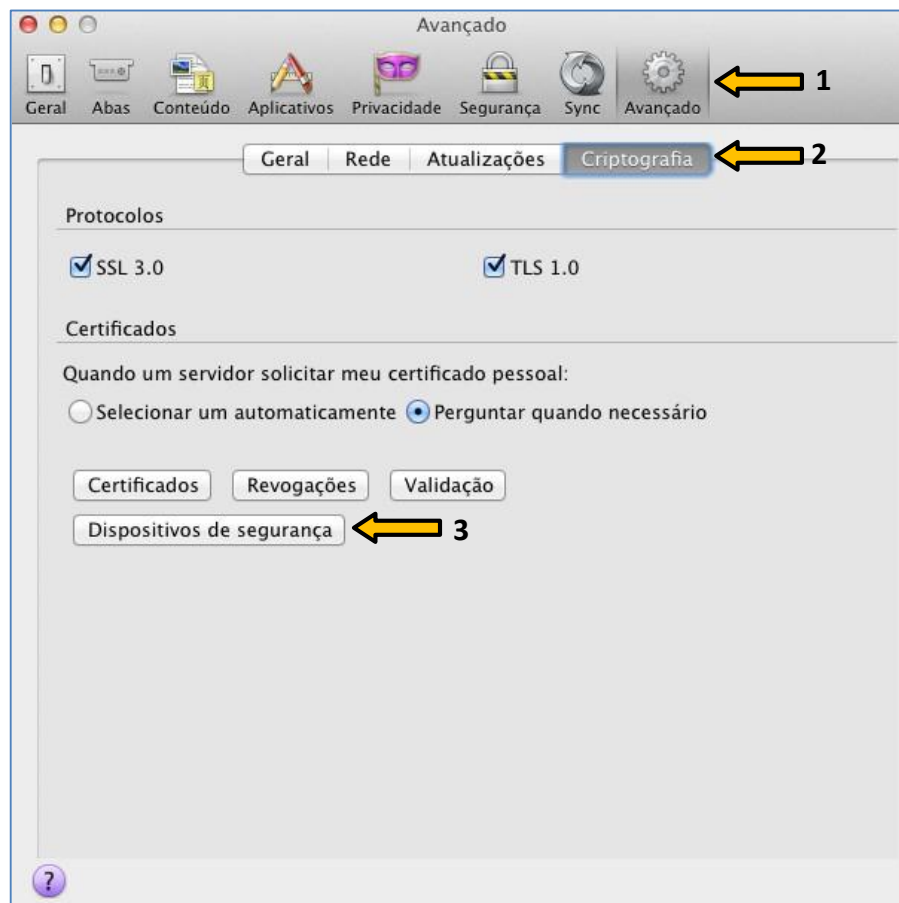 Avançado
Geral Abas Conteúdo Aplicativos Privacidade Segurança Sync Avançado 1
Geral Rede Atualizações Criptografia 2
Protocolos
SSL 3.0 TLS 1.0
Certificados
Quando um servidor solicitar meu certificado pessoal:
Selecionar um automaticamente Perguntar quando necessário
Certificados Revogações Validação
Dispositivos de segurança 3
?